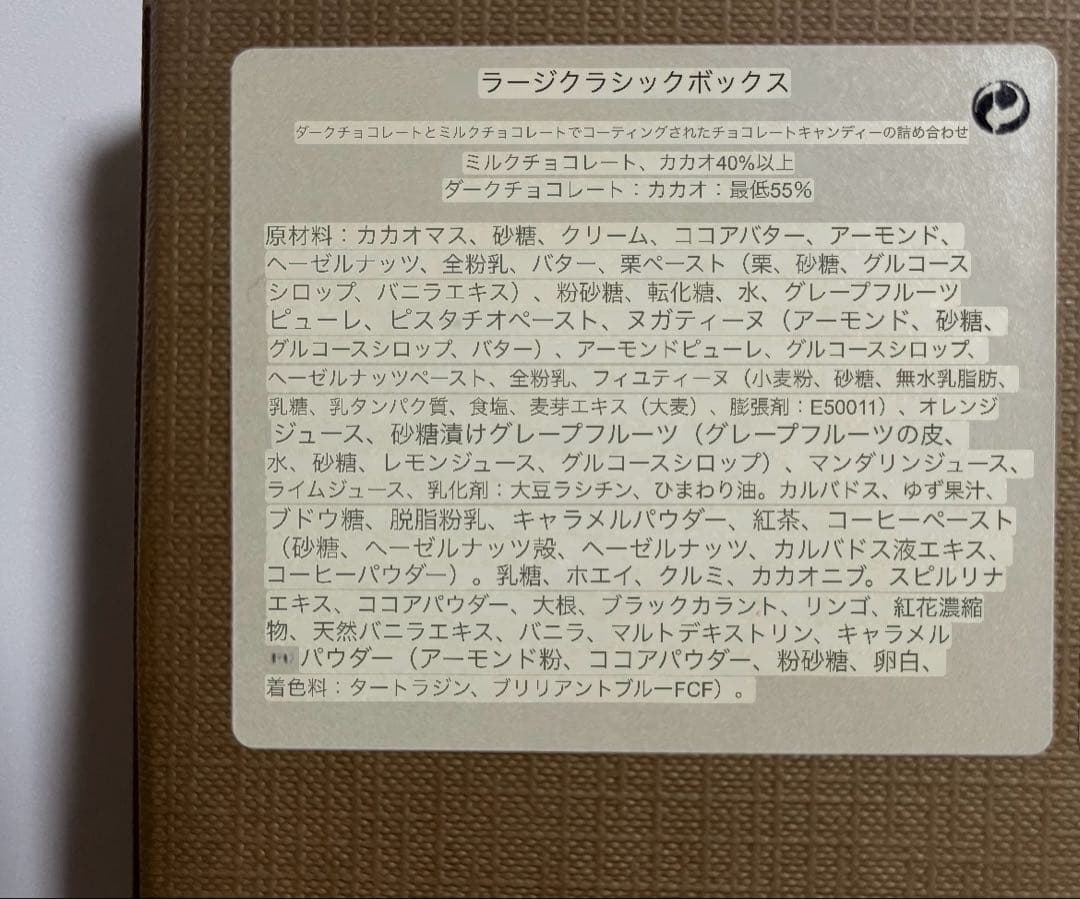 ラージクラシックボックス
ダークチョコレートとミルクチョコレートでコーティングされたチョコレートキャンディーの詰め合わせ
ミルクチョコレート、カカオ40%以上
ダークチョコレート：カカオ：最低55%
原材料：カカオマス、砂糖、クリーム、ココアバター、アーモンド、
ヘーゼルナッツ、全粉乳、バター、栗ペースト（栗、砂糖、グルコース
シロップ、バニラエキス）、粉砂糖、転化糖、水、グレープフルーツ
ピューレ、ピスタチオペースト、ヌガティーヌ（アーモンド、砂糖、
グルコースシロップ、バター）、アーモンドピューレ、グルコースシロップ、
ヘーゼルナッツペースト、全粉乳、フィユティーヌ（小麦粉、砂糖、無水乳脂肪、
乳糖、乳タンパク質、食塩、麦芽エキス（大麦）、膨張剤：E50011）、オレンジ
ジュース、砂糖漬けグレープフルーツ（グレープフルーツの皮、
水、砂糖、レモンジュース、グルコースシロップ）、マンダリンジュース、
ライムジュース、乳化剤：大豆ラシチン、ひまわり油。カルバドス、ゆず果汁、
ブドウ糖、脱脂粉乳、キャラメルパウダー、紅茶、コーヒーペースト
（砂糖、ヘーゼルナッツ殻、ヘーゼルナッツ、カルバドス液エキス、
コーヒーパウダー）。乳糖、ホエイ、クルミ、カカオニブ。スピルリナ
エキス、ココアパウダー、大根、ブラックカラント、リンゴ、紅花濃縮
物、天然バニラエキス、バニラ、マルトデキストリン、キャラメル
パウダー（アーモンド粉、ココアパウダー、粉砂糖、卵白、
着色料：タートラジン、ブリリアントブルーFCF）。